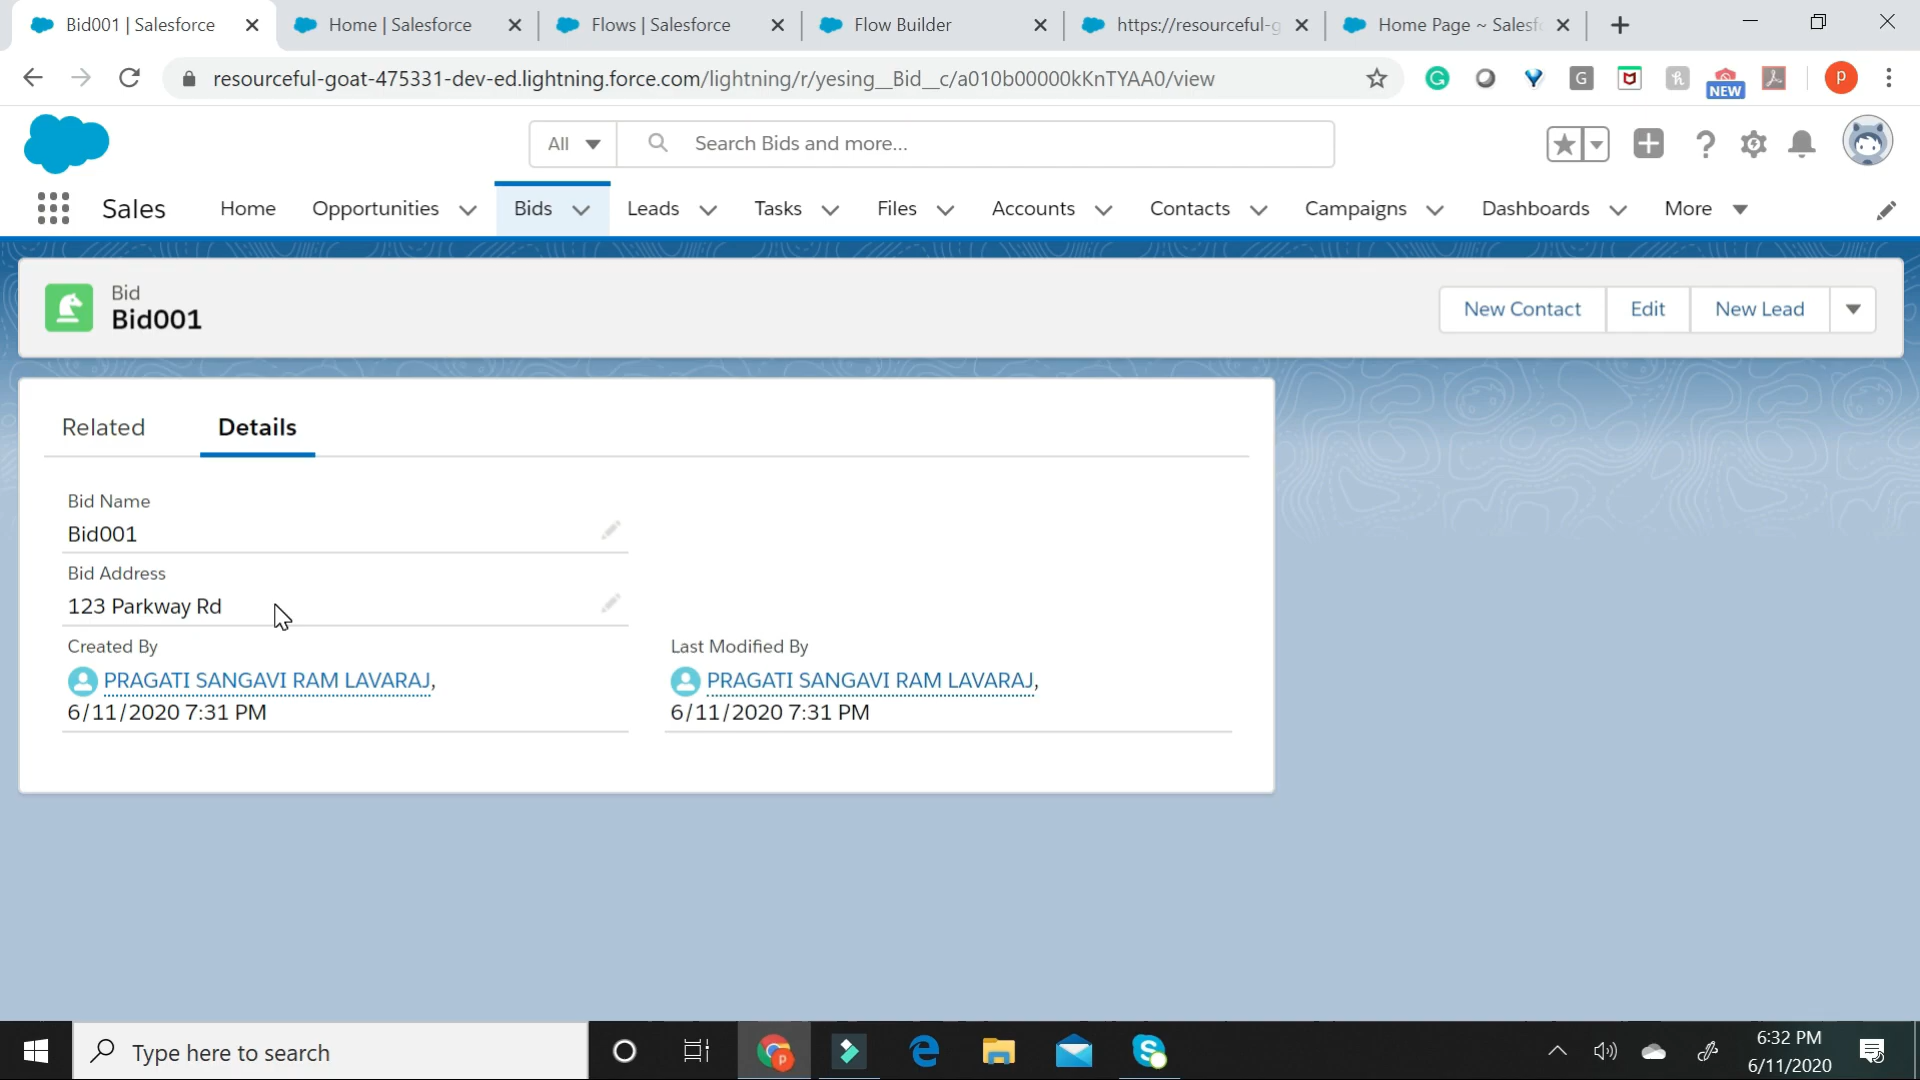 Bid001 | Salesforce
Home | Salesforce
Flows | Salesforce
Flow Builder
https://resourceful-g
Home Page ~ Salesf
resourceful-goat-475331-dev-ed.lightning.force.com/lightning/r/yesing__Bid__c/a010b00000kKnTYAA0/view
G
NEW
P
All
Search Bids and more...
Sales
Home
Opportunities
Bids
Leads
Tasks
Files
Accounts
Contacts
Campaigns
Dashboards
More
Bid
Bid001
New Contact
Edit
New Lead
Related
Details
Bid Name
Bid001
Bid Address
123 Parkway Rd
Created By
PRAGATI SANGAVI RAM LAVARAJ,
6/11/2020 7:31 PM
Last Modified By
PRAGATI SANGAVI RAM LAVARAJ,
6/11/2020 7:31 PM
Type here to search
6:32 PM
6/11/2020